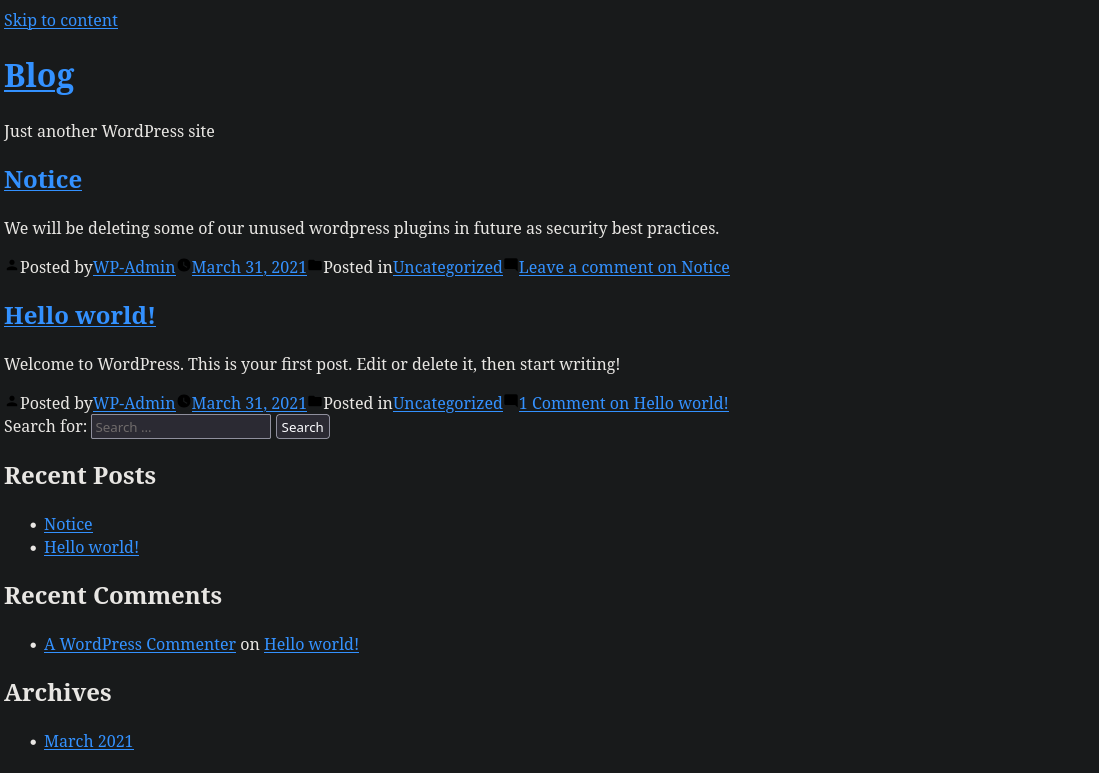 Skip to content
Blog
Just another WordPress site
Notice
We will be deleting some of our unused wordpress plugins in future as security best practices.
Posted byWP-Admin March 31, 2021 Posted inUncategorized Leave a comment on Notice
Hello world!
Welcome to WordPress. This is your first post. Edit or delete it, then start writing!
Posted byWP-Admin March 31, 2021 Posted inUncategorized 1 Comment on Hello world!
Search for: Search … Search
Recent Posts
Notice
Hello world!
Recent Comments
A WordPress Commenter on Hello world!
Archives
March 2021